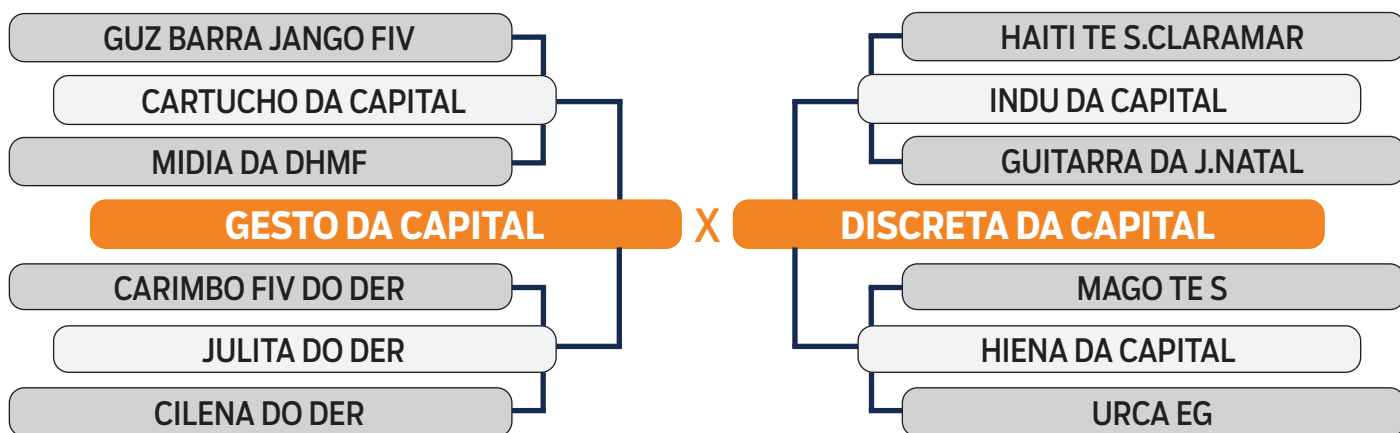 GUZ BARRA JANGO FIV
CARTUCHO DA CAPITAL
MIDIA DA DHMF
GESTO DA CAPITAL
CARIMBO FIV DO DER
JULITA DO DER
CILENA DO DER
X
HAITI TE S.CLARAMAR
INDU DA CAPITAL
GUITARRA DA J.NATAL
DISCRETA DA CAPITAL
MAGO TE S
HIENA DA CAPITAL
URCA EG